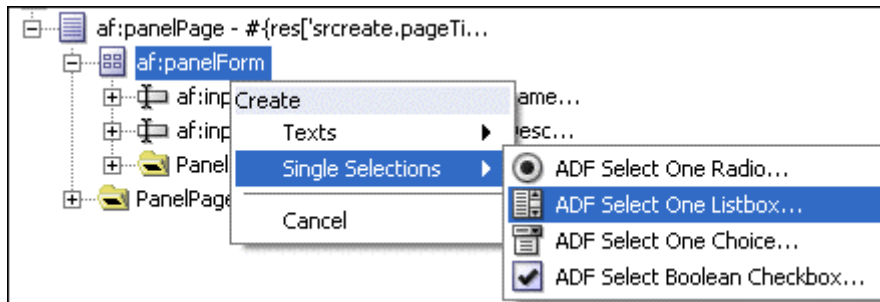 af:panelPage - #{res['srcreate.pageTi...
af:panelForm
af:inp
Create
ame...
af:inp
Texts
esc...
Panel
Single Selections
ADF Select One Radio...
PanelPage
ADF Select One Listbox...
Cancel
ADF Select One Choice...
ADF Select Boolean Checkbox...